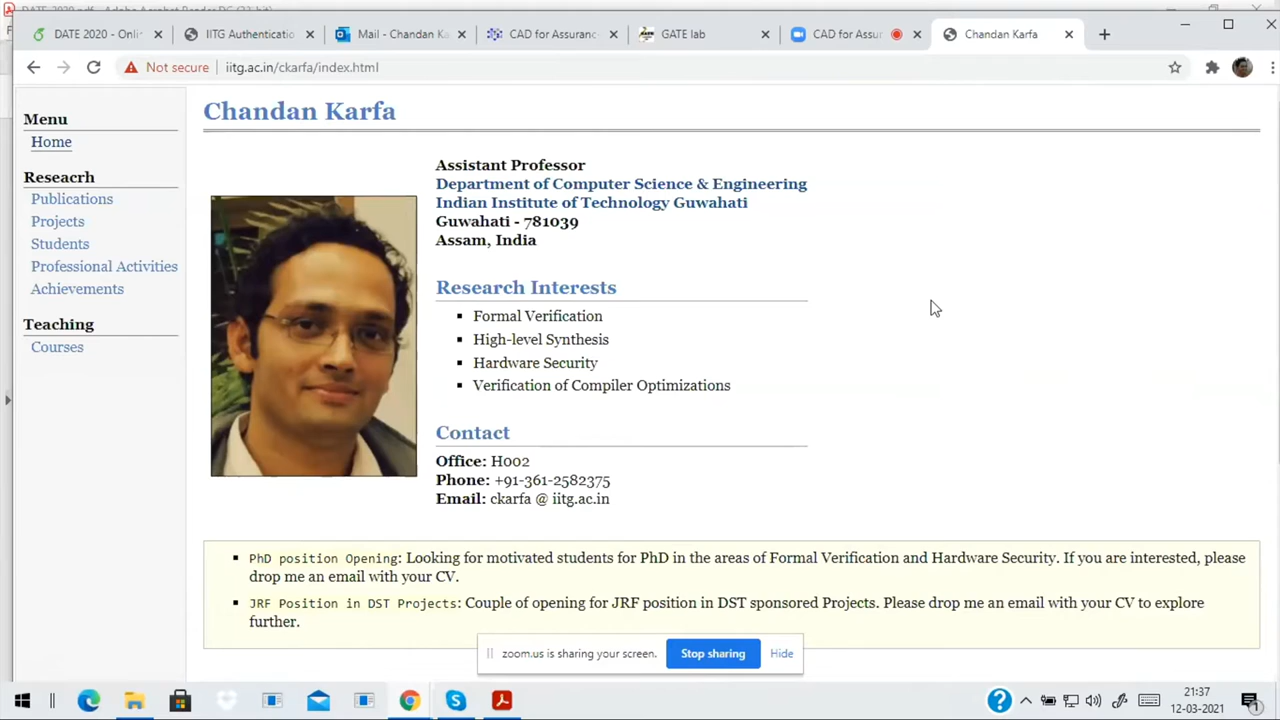 DATE 2020 - Onli
IITG Authenticatio
Mail - Chandan Ka
CAD for Assuranc
GATE lab
CAD for Assur
Chandan Karfa
Not secure
iitg.ac.in/ckarfa/index.html
Menu
Home
Reseacrh
Publications
Projects
Students
Professional Activities
Achievements
Teaching
Courses
Chandan Karfa
Assistant Professor
Department of Computer Science & Engineering
Indian Institute of Technology Guwahati
Guwahati - 781039
Assam, India
Research Interests
Formal Verification
High-level Synthesis
Hardware Security
Verification of Compiler Optimizations
Contact
Office: H002
Phone: +91-361-2582375
Email: ckarfa @ iitg.ac.in
PhD position Opening: Looking for motivated students for PhD in the areas of Formal Verification and Hardware Security. If you are interested, please
drop me an email with your CV.
JRF Position in DST Projects: Couple of opening for JRF position in DST sponsored Projects. Please drop me an email with your CV to explore
further.
zoom.us is sharing your screen.
Stop sharing
Hide
21:37
12-03-2021